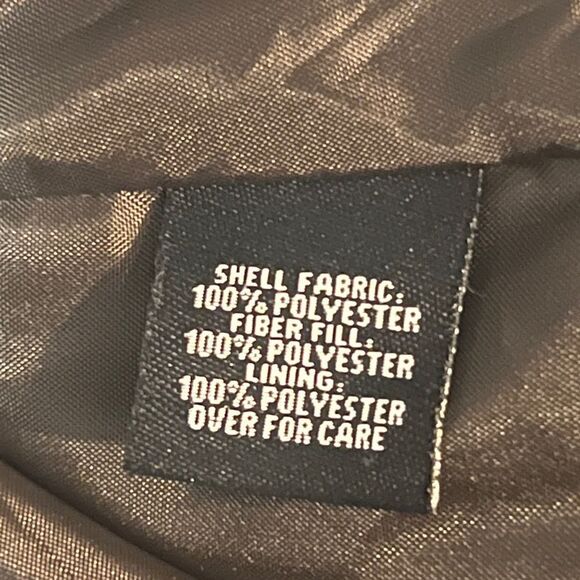 SHELL FABRIC:
100% POLYESTER
FIBER FILL:
100% POLYESTER
LINING:
100% POLYESTER
OVER FOR CARE